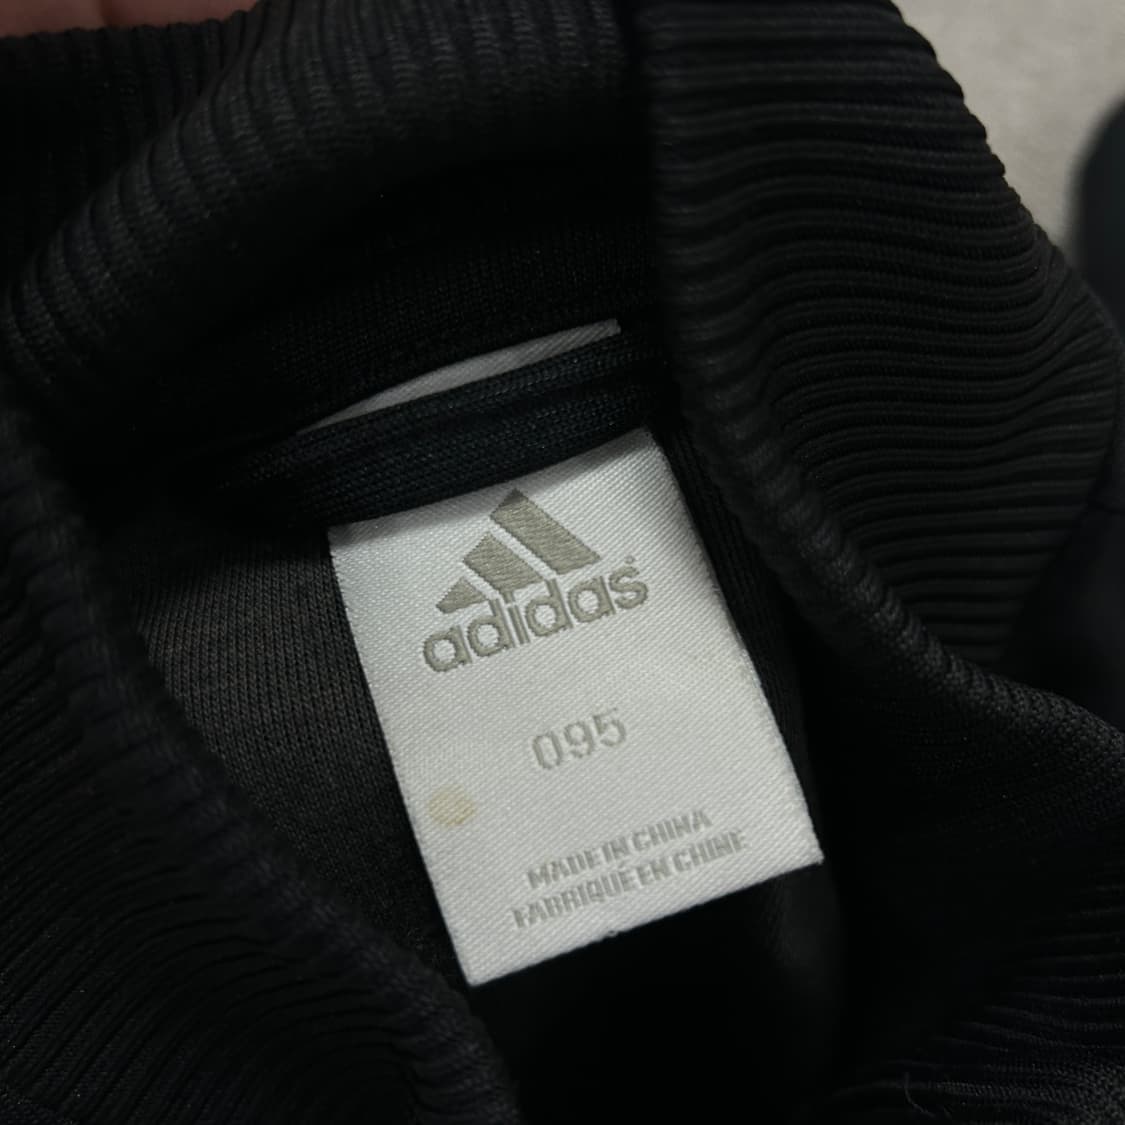 adidas®
095
MADE IN CHINA
FABRIQUÉ EN CHINE